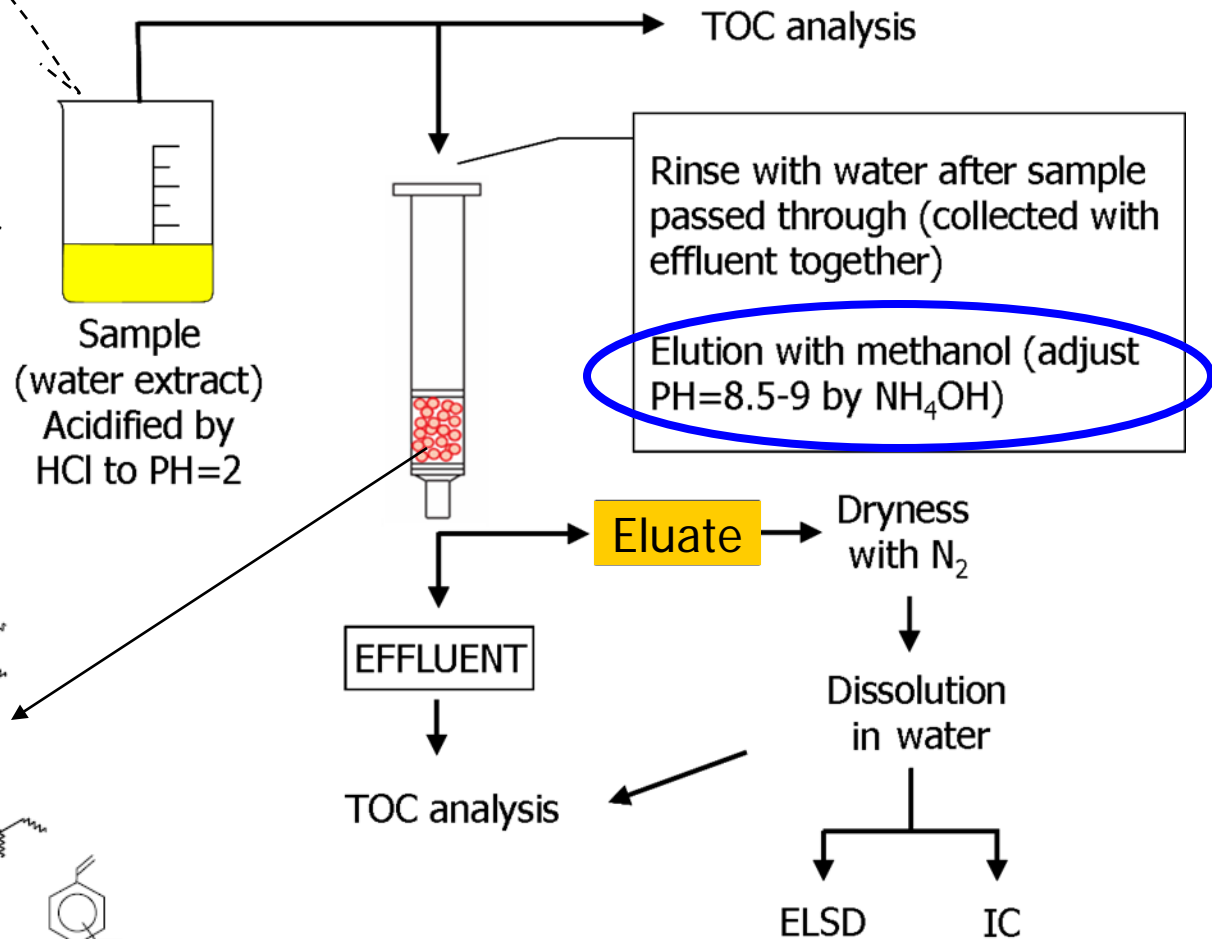 TOC analysis
Sample
(water extract)
Acidified by
HCl to PH=2
Rinse with water after sample
passed through (collected with
effluent together)
Elution with methanol (adjust
PH=8.5-9 by NH₄OH)
Eluate
Dryness
with N₂
EFFLUENT
Dissolution
in water
TOC analysis
ELSD
IC